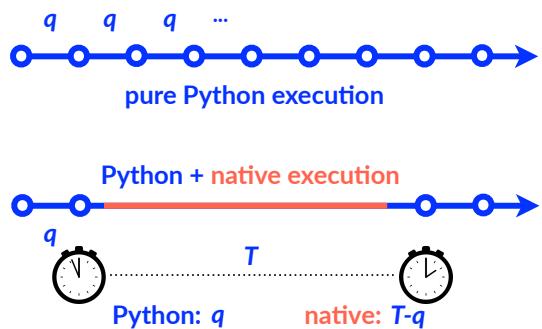 q q q ...
pure Python execution
Python + native execution
q
T
Python: q native: T-q